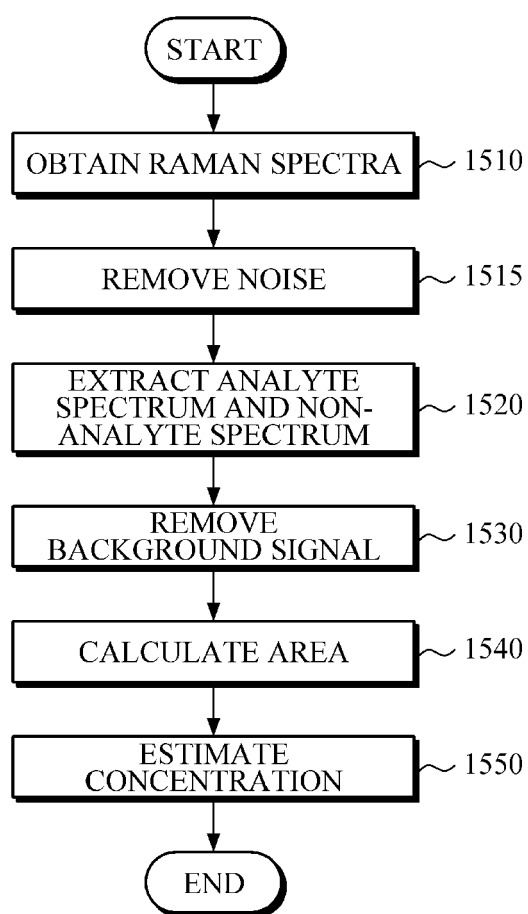 START
OBTAIN RAMAN SPECTRA
1510
REMOVE NOISE
1515
EXTRACT ANALYTE
SPECTRUM AND NON-
ANALYTE SPECTRUM
1520
REMOVE
BACKGROUND SIGNAL
1530
CALCULATE AREA
1540
ESTIMATE
CONCENTRATION
1550
END